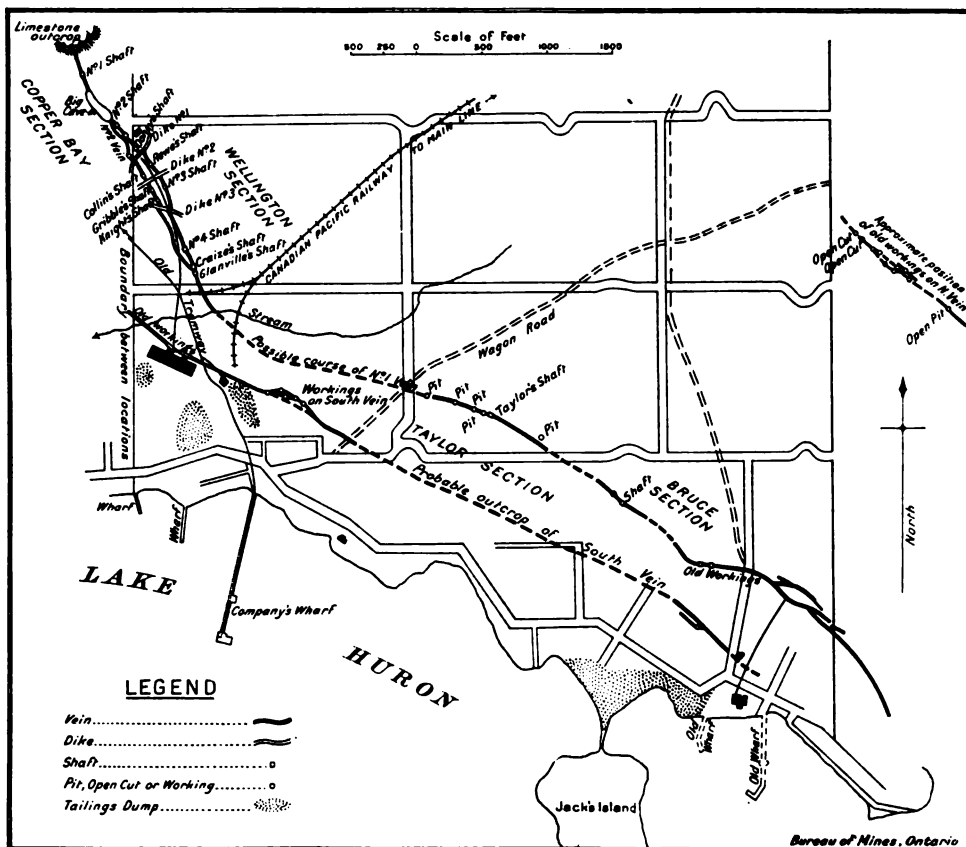 Limestone
outcrop
Scale of Feet
500 250 0 500 1000 1500
Nº1 Shaft
COPPER BAY
SECTION
Big
Nº2 Shaft
Nº2 Vein
Dike Nº1
Rowe's Shaft
Dike Nº2
Nº3 Shaft
Collin's Shaft
Gribble's Shaft
Knight's Shaft
Dike Nº3
WELLINGTON
SECTION
TO MAIN LINE
CANADIAN PACIFIC RAILWAY
Nº4 Shaft
Craize's Shaft
Glanville's Shaft
Boundary between locations
Old Tramway
Old Workings
Stream
Wagon Road
Open Cut
Open Cut
Approximate position
of old workings on N. Vein
Open Pit
Possible course of Nº1
Pit
Pit
Pit
Pit
Taylor's Shaft
Pit
Workings
on South Vein
TAYLOR SECTION
Probable outcrop of South Vein
Shaft
BRUCE
SECTION
Old Workings
North
Wharf
Wharf
LAKE
HURON
Company's Wharf
Old
Wharf
Old Wharf
Jack's Island
LEGEND
Vein
Dike
Shaft
Pit, Open Cut or Working
Tailings Dump
Bureau of Mines, Ontario